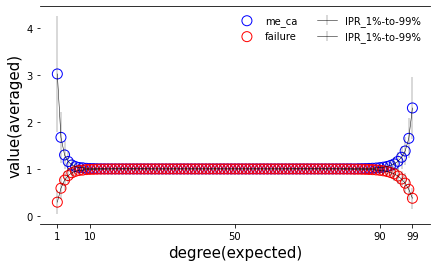 me_ca
failure
IPR_1%-to-99%
IPR_1%-to-99%
value(averaged)
4
3
2
1
0
1 10 50 90 99
degree(expected)